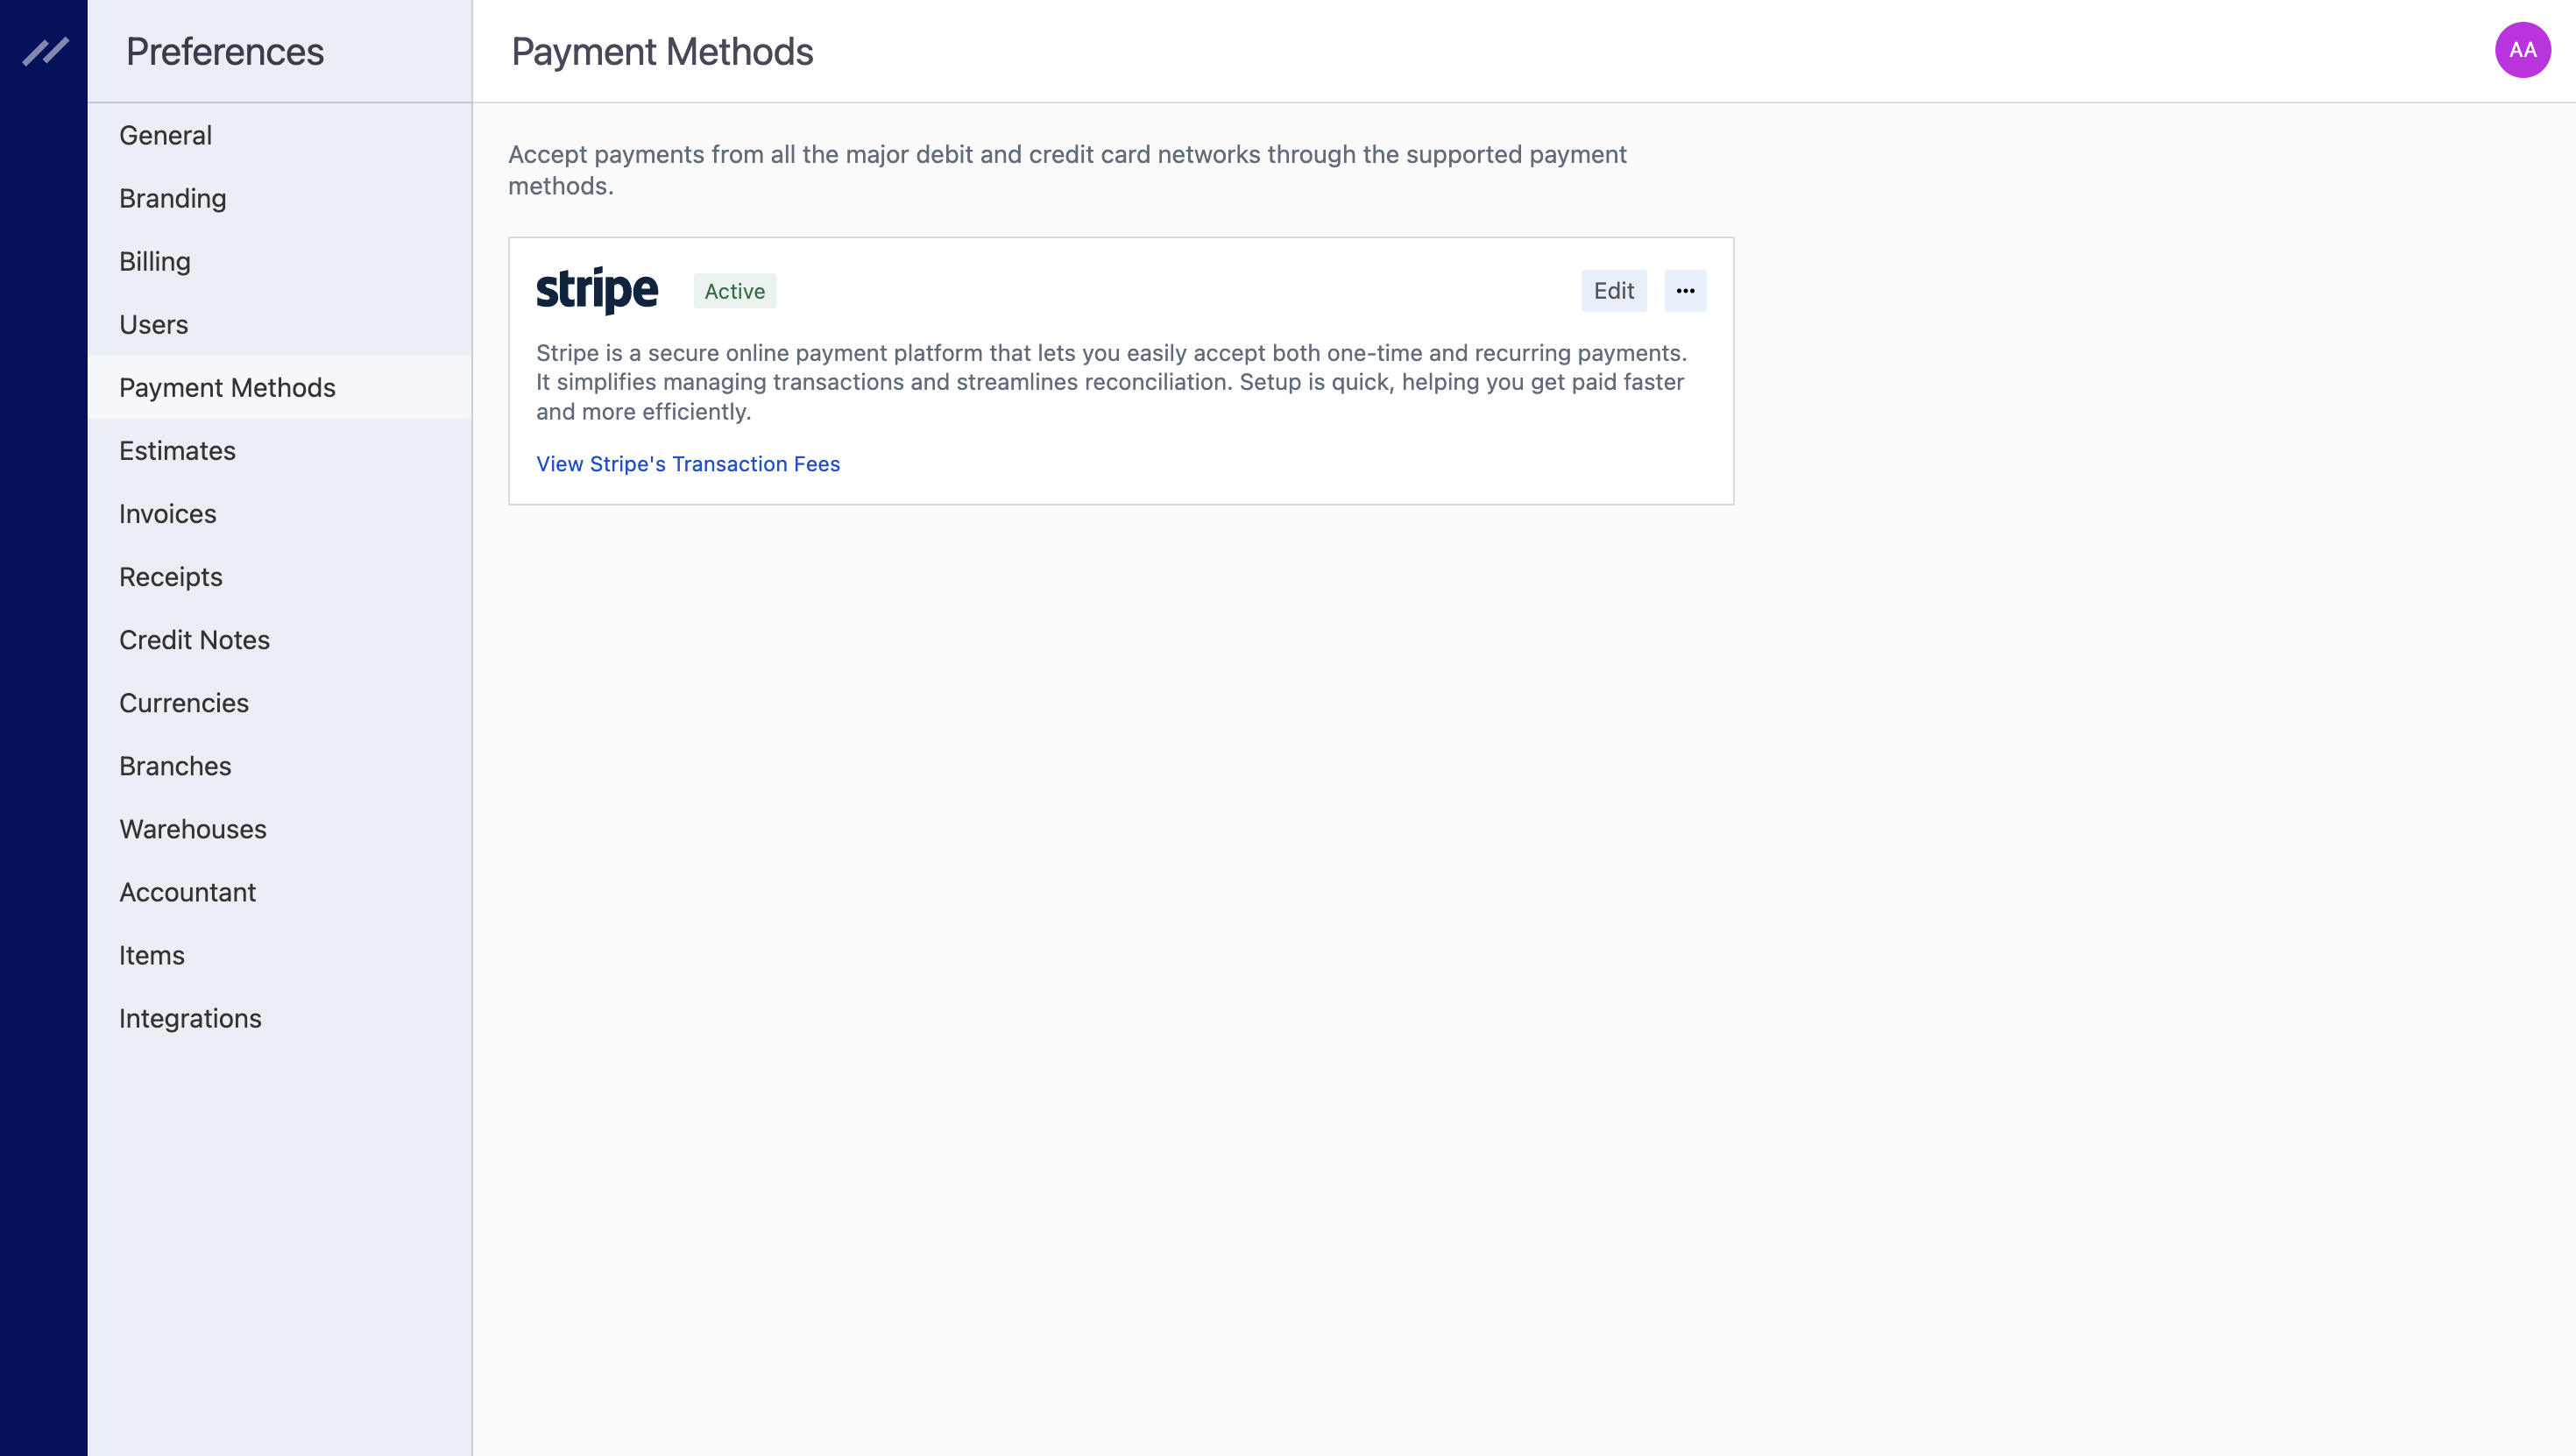 Preferences
Payment Methods
AA
General
Branding
Billing
Users
Payment Methods
Estimates
Invoices
Receipts
Credit Notes
Currencies
Branches
Warehouses
Accountant
Items
Integrations
Accept payments from all the major debit and credit card networks through the supported payment
methods.
stripe
Active
Edit
Stripe is a secure online payment platform that lets you easily accept both one-time and recurring payments.
It simplifies managing transactions and streamlines reconciliation. Setup is quick, helping you get paid faster
and more efficiently.
View Stripe's Transaction Fees